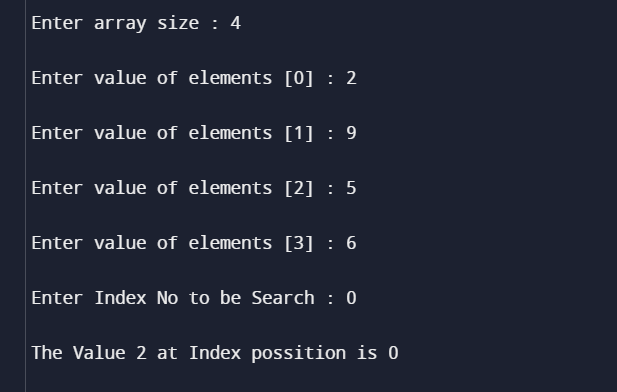 Enter array size : 4
Enter value of elements [0] : 2
Enter value of elements [1] : 9
Enter value of elements [2] : 5
Enter value of elements [3] : 6
Enter Index No to be Search : 0
The Value 2 at Index possition is 0